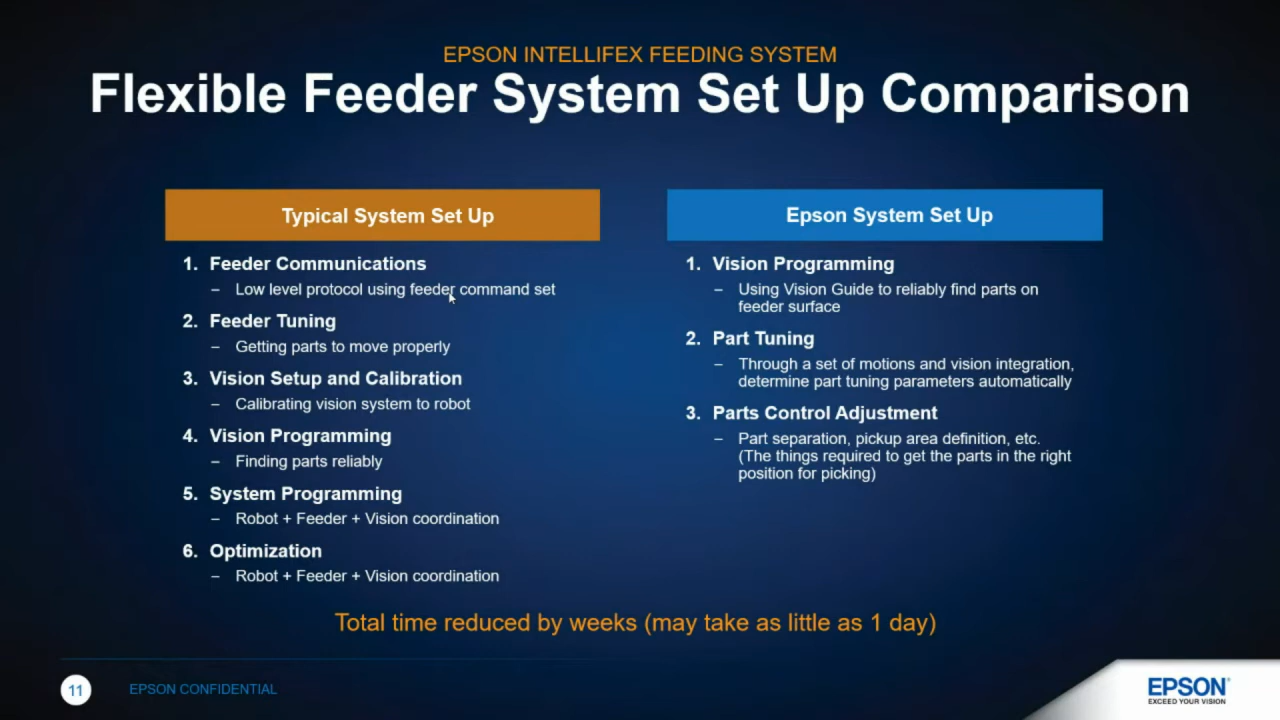 EPSON INTELLIFEX FEEDING SYSTEM
Flexible Feeder System Set Up Comparison
Typical System Set Up
1. Feeder Communications
– Low level protocol using feeder command set
2. Feeder Tuning
– Getting parts to move properly
3. Vision Setup and Calibration
– Calibrating vision system to robot
4. Vision Programming
– Finding parts reliably
5. System Programming
– Robot + Feeder + Vision coordination
6. Optimization
– Robot + Feeder + Vision coordination
Epson System Set Up
1. Vision Programming
– Using Vision Guide to reliably find parts on
feeder surface
2. Part Tuning
– Through a set of motions and vision integration,
determine part tuning parameters automatically
3. Parts Control Adjustment
– Part separation, pickup area definition, etc.
(The things required to get the parts in the right
position for picking)
Total time reduced by weeks (may take as little as 1 day)
11
EPSON CONFIDENTIAL
EPSON
EXCEED YOUR VISION